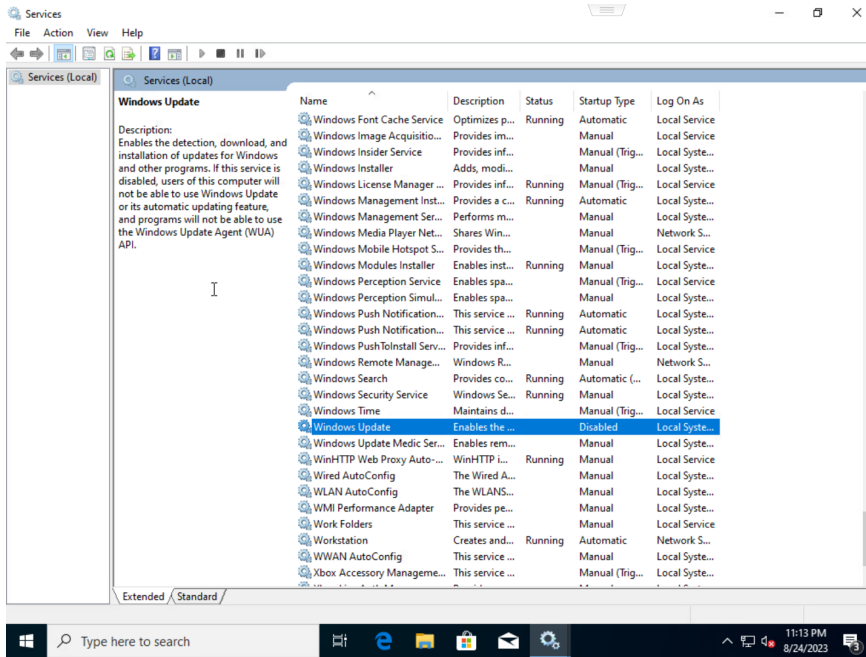 Services
File Action View Help
Services (Local)
Services (Local)
Windows Update
Description:
Enables the detection, download, and
installation of updates for Windows
and other programs. If this service is
disabled, users of this computer will
not be able to use Windows Update
or its automatic updating feature,
and programs will not be able to use
the Windows Update Agent (WUA)
API.
Name Description Status Startup Type Log On As
Windows Font Cache Service Optimizes p... Running Automatic Local Service
Windows Image Acquisitio... Provides im... Manual Local Service
Windows Insider Service Provides inf... Manual (Trig... Local Syste...
Windows Installer Adds, modi... Manual Local Syste...
Windows License Manager ... Provides inf... Running Manual (Trig... Local Service
Windows Management Inst... Provides a c... Running Automatic Local Syste...
Windows Management Ser... Performs m... Manual Local Syste...
Windows Media Player Net... Shares Win... Manual Network S...
Windows Mobile Hotspot S... Provides th... Manual (Trig... Local Service
Windows Modules Installer Enables inst... Running Manual Local Syste...
Windows Perception Service Enables spa... Manual (Trig... Local Service
Windows Perception Simul... Enables spa... Manual Local Syste...
Windows Push Notification... This service ... Running Automatic Local Syste...
Windows Push Notification... This service ... Running Automatic Local Syste...
Windows PushToInstall Serv... Provides inf... Manual (Trig... Local Syste...
Windows Remote Manage... Windows R... Manual Network S...
Windows Search Provides co... Running Automatic (... Local Syste...
Windows Security Service Windows Se... Running Manual Local Syste...
Windows Time Maintains d... Manual (Trig... Local Service
Windows Update Enables the ... Disabled Local Syste...
Windows Update Medic Ser... Enables rem... Manual Local Syste...
WinHTTP Web Proxy Auto-... WinHTTP i... Running Manual Local Service
Wired AutoConfig The Wired A... Manual Local Syste...
WLAN AutoConfig The WLANS... Manual Local Syste...
WMI Performance Adapter Provides pe... Manual Local Syste...
Work Folders This service ... Manual Local Service
Workstation Creates and... Running Automatic Network S...
WWAN AutoConfig This service ... Manual Local Syste...
Xbox Accessory Manageme... This service ... Manual (Trig... Local Syste...
Extended Standard
Type here to search
11:13 PM
8/24/2023
3